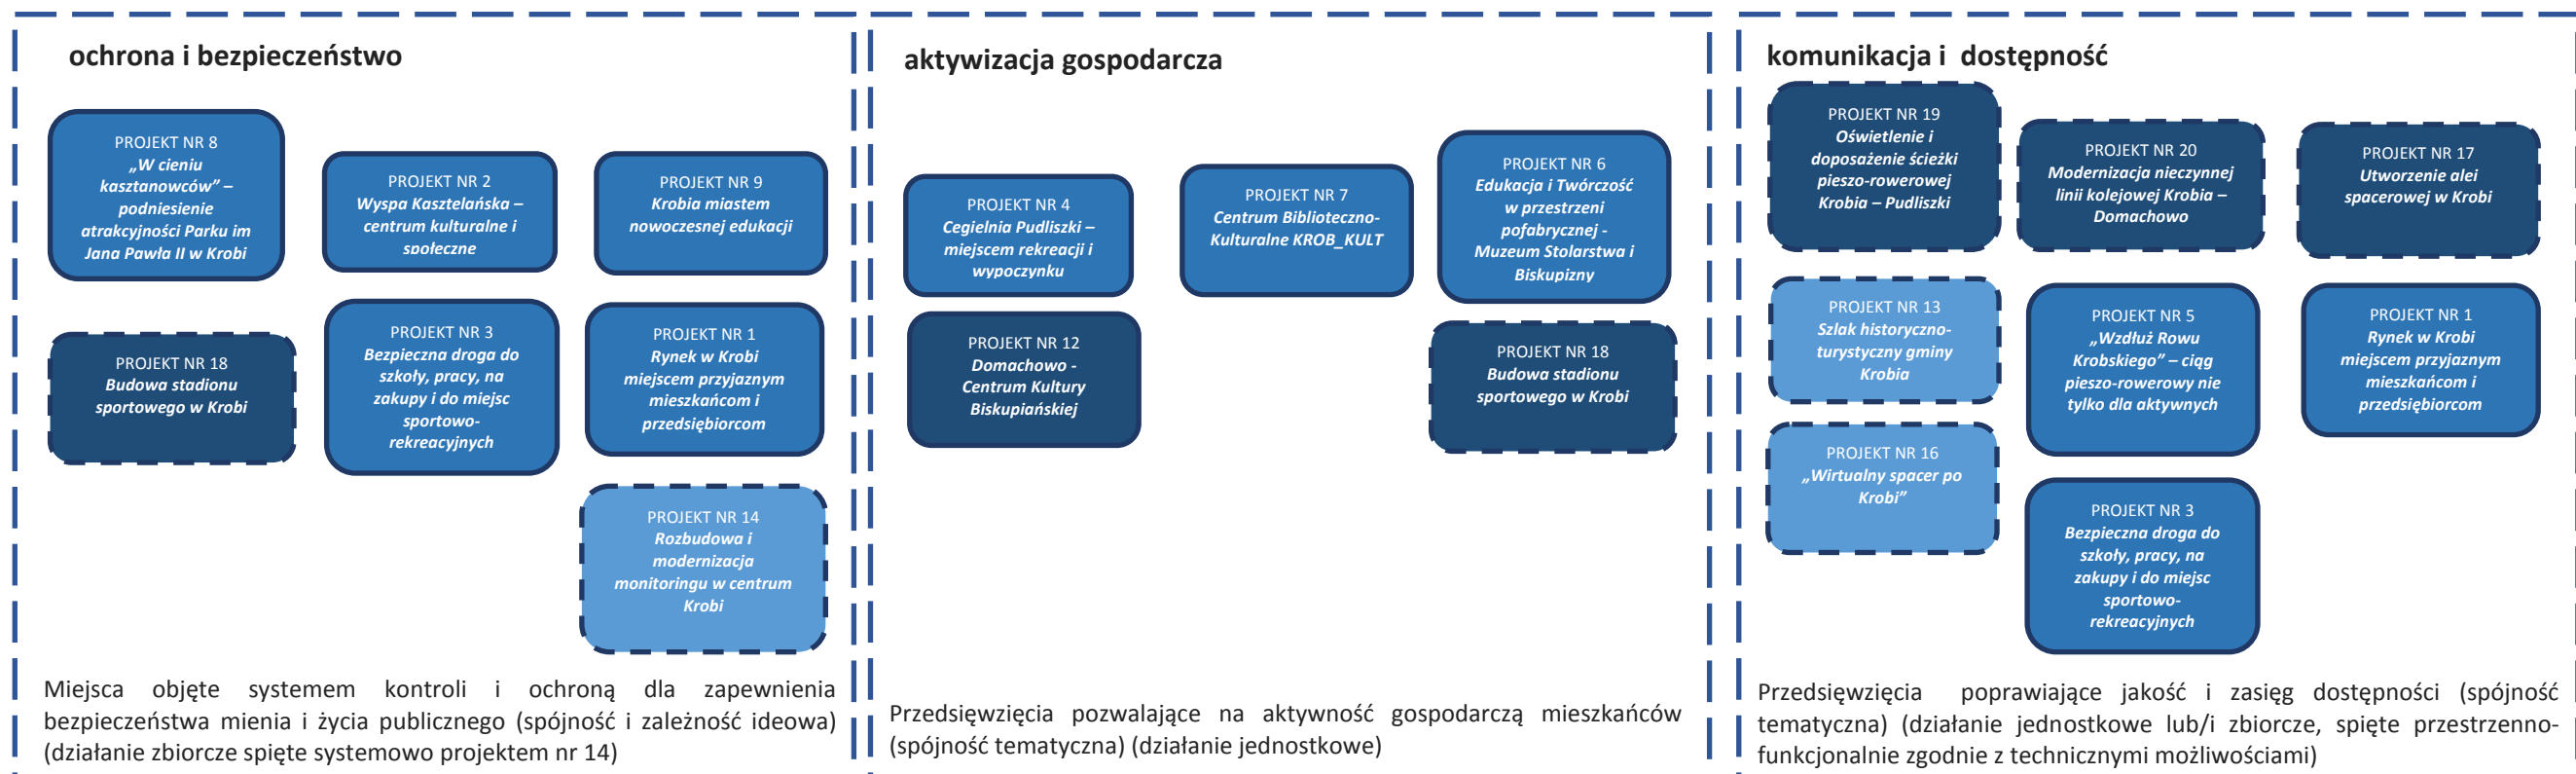 ochrona i bezpieczeństwo
PROJEKT NR 8
„W cieniu
kasztanowców” –
podniesienie
atrakcyjności Parku im
Jana Pawła II w Krobi
PROJEKT NR 2
Wyspa Kasztelańska –
centrum kulturalne i
społeczne
PROJEKT NR 9
Krobia miastem
nowoczesnej edukacji
PROJEKT NR 18
Budowa stadionu
sportowego w Krobi
PROJEKT NR 3
Bezpieczna droga do
szkoły, pracy, na
zakupy i do miejsc
sportowo-
rekreacyjnych
PROJEKT NR 1
Rynek w Krobi
miejscem przyjaznym
mieszkańcom i
przedsiębiorcom
PROJEKT NR 14
Rozbudowa i
modernizacja
monitoringu w centrum
Krobi
Miejsca objęte systemem kontroli i ochroną dla zapewnienia
bezpieczeństwa mienia i życia publicznego (spójność i zależność ideowa)
(działanie zbiorcze spięte systemowo projektem nr 14)
aktywizacja gospodarcza
PROJEKT NR 4
Cegielnia Pudliszki –
miejscem rekreacji i
wypoczynku
PROJEKT NR 7
Centrum Biblioteczno-
Kulturalne KROB_KULT
PROJEKT NR 6
Edukacja i Twórczość
w przestrzeni
pofabrycznej -
Muzeum Stolarstwa i
Biskupizny
PROJEKT NR 12
Domachowo -
Centrum Kultury
Biskupiańskiej
PROJEKT NR 18
Budowa stadionu
sportowego w Krobi
Przedsięwzięcia pozwalające na aktywność gospodarczą mieszkańców
(spójność tematyczna) (działanie jednostkowe)
komunikacja i dostępność
PROJEKT NR 19
Oświetlenie i
doposażenie ścieżki
pieszo-rowerowej
Krobia – Pudliszki
PROJEKT NR 20
Modernizacja nieczynnej
linii kolejowej Krobia –
Domachowo
PROJEKT NR 17
Utworzenie alei
spacerowej w Krobi
PROJEKT NR 13
Szlak historyczno-
turystyczny gminy
Krobia
PROJEKT NR 5
„Wzdłuż Rowu
Krobskiego” – ciąg
pieszo-rowerowy nie
tylko dla aktywnych
PROJEKT NR 1
Rynek w Krobi
miejscem przyjaznym
mieszkańcom i
przedsiębiorcom
PROJEKT NR 16
„Wirtualny spacer po
Krobi”
PROJEKT NR 3
Bezpieczna droga do
szkoły, pracy, na
zakupy i do miejsc
sportowo-
rekreacyjnych
Przedsięwzięcia poprawiające jakość i zasięg dostępności (spójność
tematyczna) (działanie jednostkowe lub/i zbiorcze, spięte przestrzenno-
funkcjonalnie zgodnie z technicznymi możliwościami)